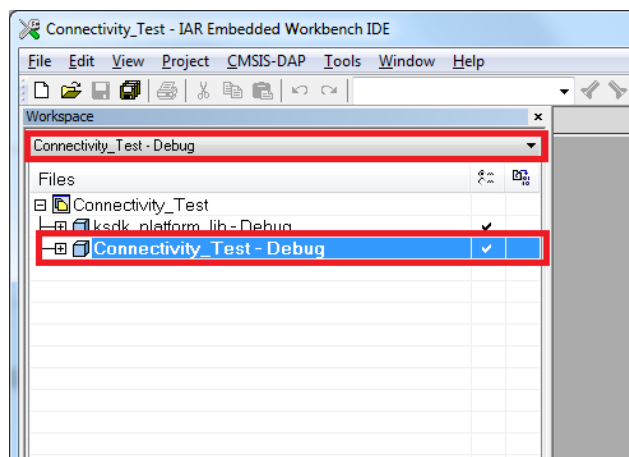 Connectivity_Test - IAR Embedded Workbench IDE
File Edit View Project CMSIS-DAP Tools Window Help
Workspace
Connectivity_Test - Debug
Files
Connectivity_Test
ksdk_platform_lib - Debug
Connectivity_Test - Debug